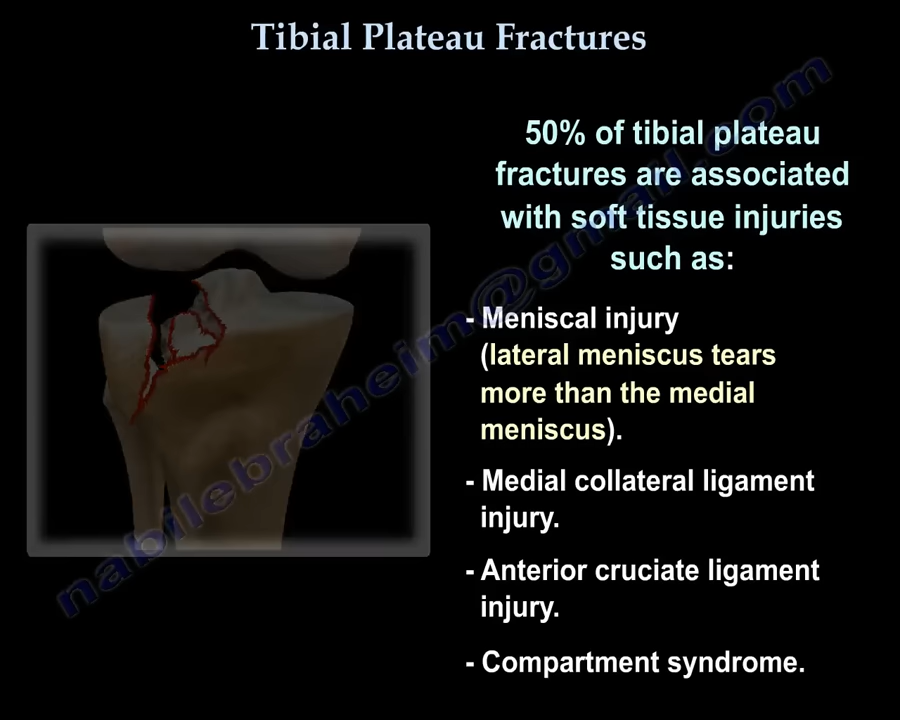 Tibial Plateau Fractures
50% of tibial plateau
fractures are associated
with soft tissue injuries
such as:
- Meniscal injury
(lateral meniscus tears
more than the medial
meniscus).
- Medial collateral ligament
injury.
- Anterior cruciate ligament
injury.
- Compartment syndrome.
nabilebraheim@gmail.com